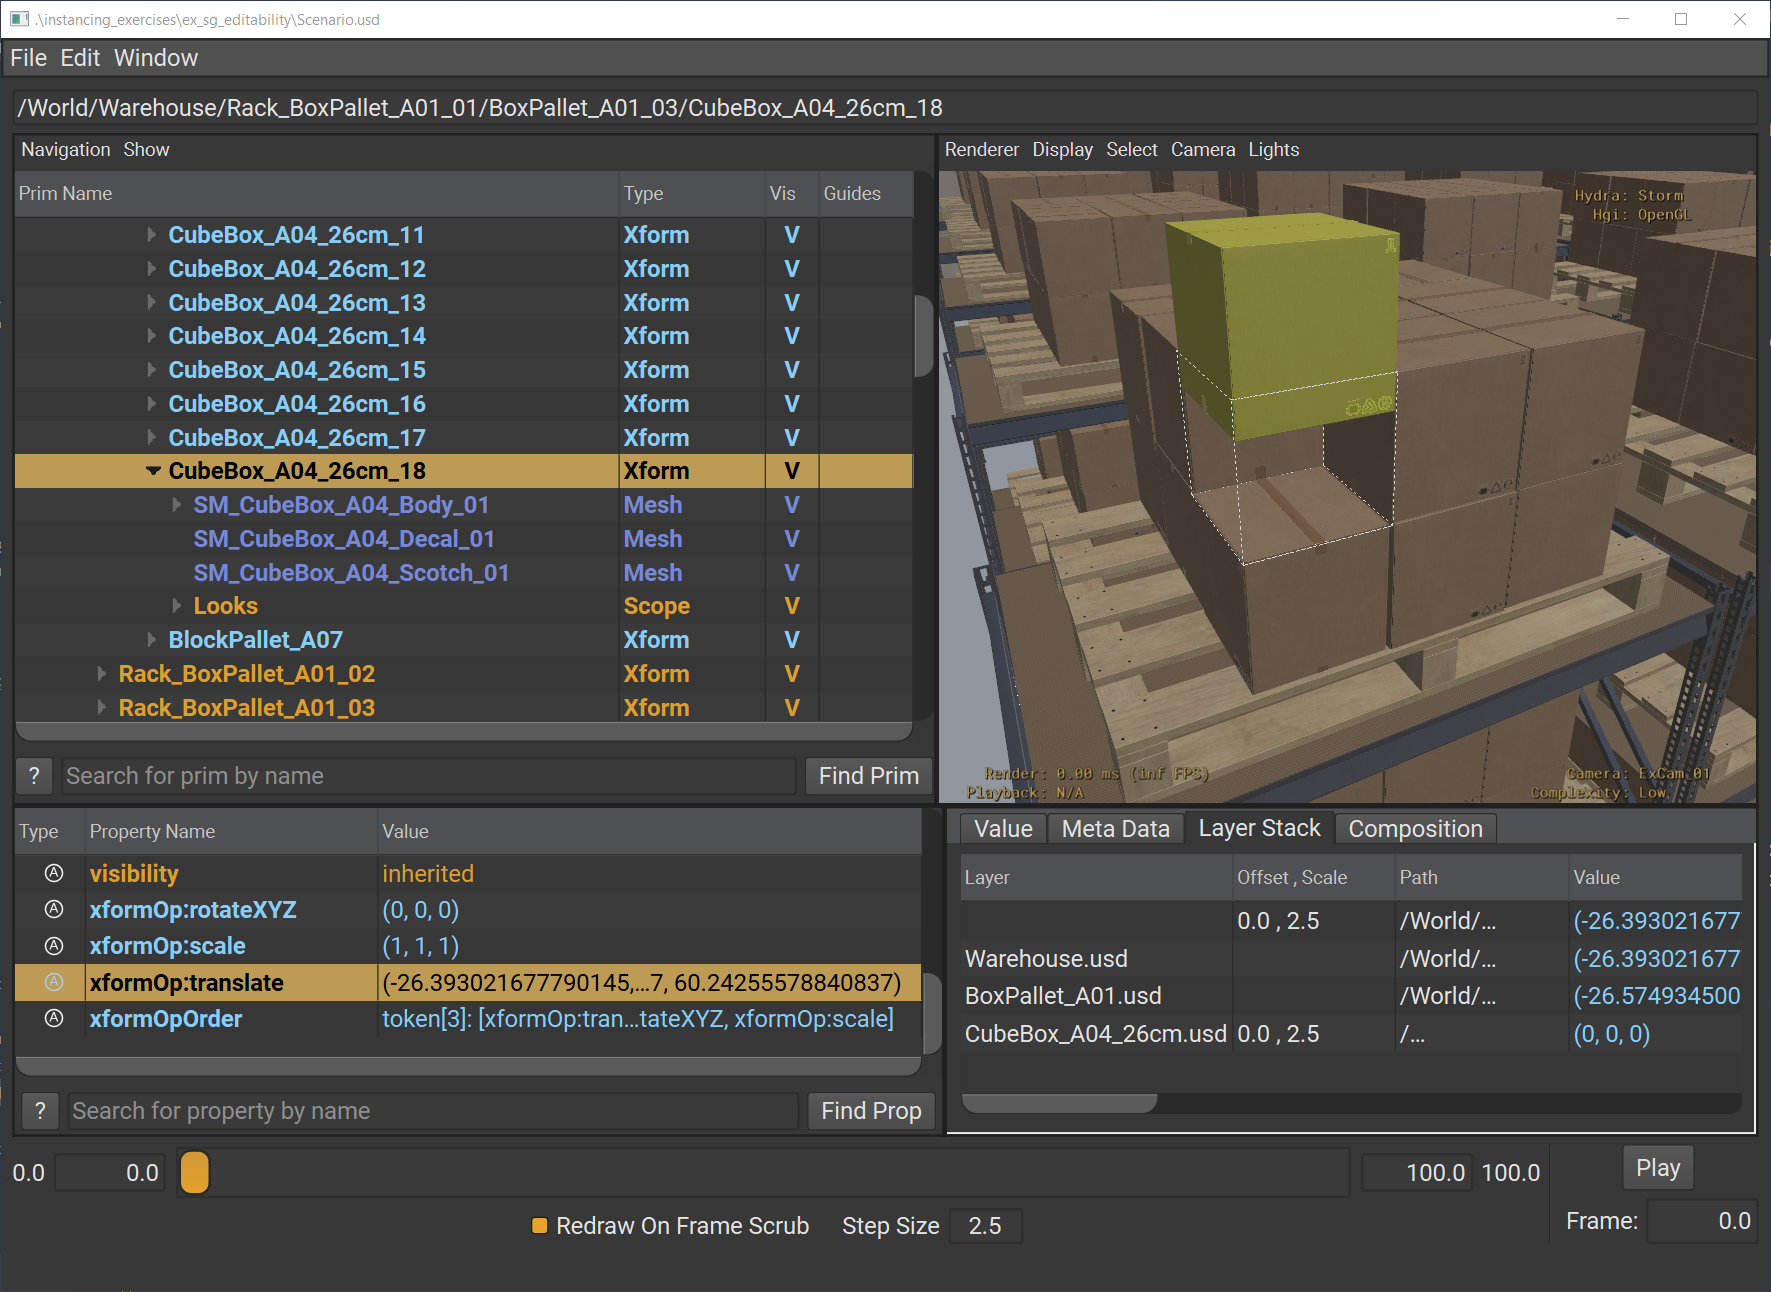 .\instancing_exercises\ex_sg_editability\Scenario.usd
File Edit Window
/World/Warehouse/Rack_BoxPallet_A01_01/BoxPallet_A01_03/CubeBox_A04_26cm_18
Navigation Show
Prim Name Type Vis Guides
CubeBox_A04_26cm_11 Xform V
CubeBox_A04_26cm_12 Xform V
CubeBox_A04_26cm_13 Xform V
CubeBox_A04_26cm_14 Xform V
CubeBox_A04_26cm_15 Xform V
CubeBox_A04_26cm_16 Xform V
CubeBox_A04_26cm_17 Xform V
CubeBox_A04_26cm_18 Xform V
SM_CubeBox_A04_Body_01 Mesh V
SM_CubeBox_A04_Decal_01 Mesh V
SM_CubeBox_A04_Scotch_01 Mesh V
Looks Scope V
BlockPallet_A07 Xform V
Rack_BoxPallet_A01_02 Xform V
Rack_BoxPallet_A01_03 Xform V
? Search for prim by name Find Prim
Renderer Display Select Camera Lights
Hydra: Storm
Hgi: OpenGL
Render: 0.00 ms (inf FPS)
Playback: N/A
Camera: ExCam_01
Complexity: Low
Type Property Name Value
A visibility inherited
A xformOp:rotateXYZ (0, 0, 0)
A xformOp:scale (1, 1, 1)
A xformOp:translate (-26.393021677790145,...7, 60.24255578840837)
A xformOpOrder token[3]: [xformOp:tran...tateXYZ, xformOp:scale]
? Search for property by name Find Prop
Value Meta Data Layer Stack Composition
Layer Offset , Scale Path Value
0.0 , 2.5 /World/... (-26.393021677
Warehouse.usd /World/... (-26.393021677
BoxPallet_A01.usd /World/... (-26.574934500
CubeBox_A04_26cm.usd 0.0 , 2.5 /... (0, 0, 0)
0.0 0.0 100.0 100.0 Play
Redraw On Frame Scrub Step Size 2.5 Frame: 0.0